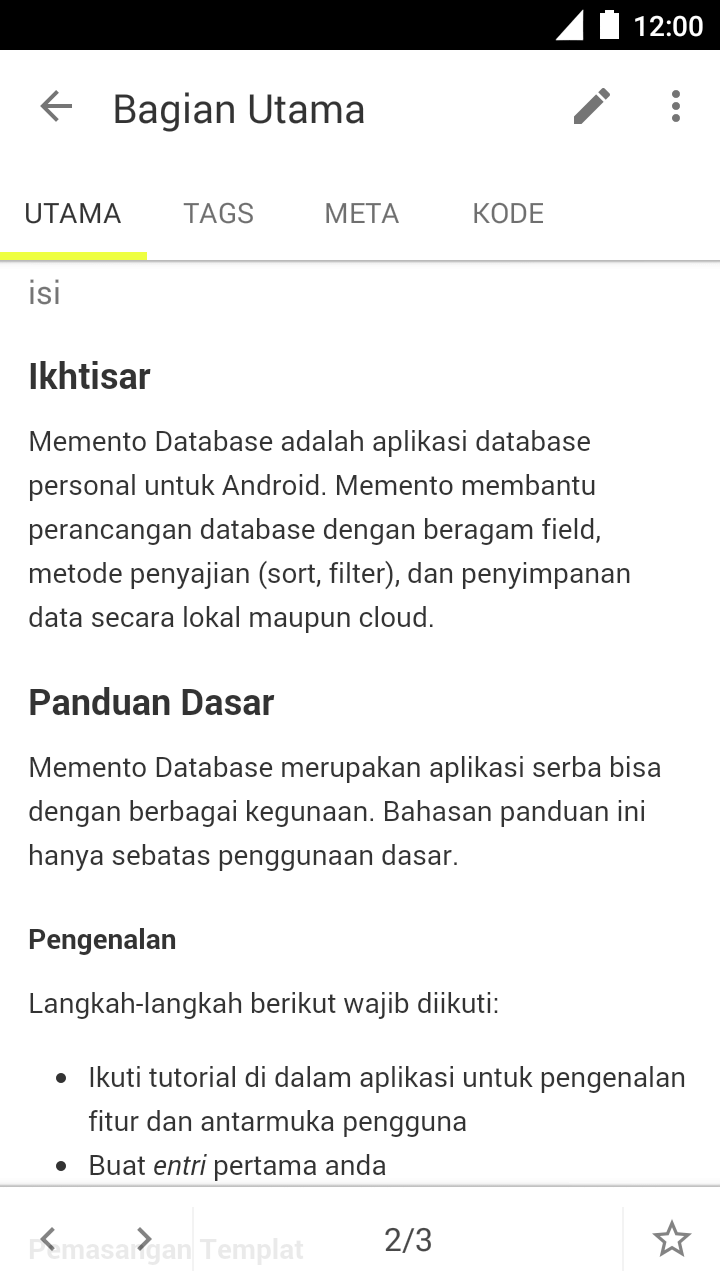 12:00
Bagian Utama
UTAMA TAGS META KODE
isi
Ikhtisar
Memento Database adalah aplikasi database
personal untuk Android. Memento membantu
perancangan database dengan beragam field,
metode penyajian (sort, filter), dan penyimpanan
data secara lokal maupun cloud.
Panduan Dasar
Memento Database merupakan aplikasi serba bisa
dengan berbagai kegunaan. Bahasan panduan ini
hanya sebatas penggunaan dasar.
Pengenalan
Langkah-langkah berikut wajib diikuti:
• Ikuti tutorial di dalam aplikasi untuk pengenalan
fitur dan antarmuka pengguna
• Buat entri pertama anda
Pemasangan Templat
2/3